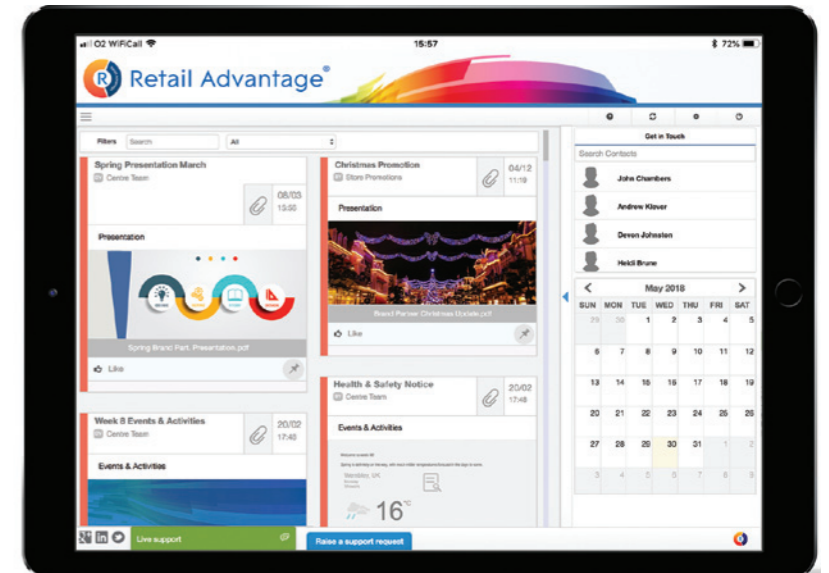 O2 WiFiCall
15:57
72%
R Retail Advantage®
Filters Search All
Spring Presentation March
Centre Team
08/03
Presentation
Spring Brand Part. Presentation.pdf
Like
Week 8 Events & Activities
Centre Team
20/02
17:48
Events & Activities
Christmas Promotion
Store Promotions
04/12
11:19
Presentation
Brand Partner Christmas Update.pdf
Like
Health & Safety Notice
Centre Team
20/02
17:48
Events & Activities
Wembley, UK
16°C
Get in Touch
Search Contacts
John Chambers
Andrew Klever
Devon Johnston
Heidi Brune
< May 2018 >
SUN MON TUE WED THU FRI SAT
29 30 1 2 3 4 5
6 7 8 9 10 11 12
13 14 15 16 17 18 19
20 21 22 23 24 25 26
27 28 29 30 31 1 2
3 4 5 6 7 8 9
in
Live support
Raise a support request